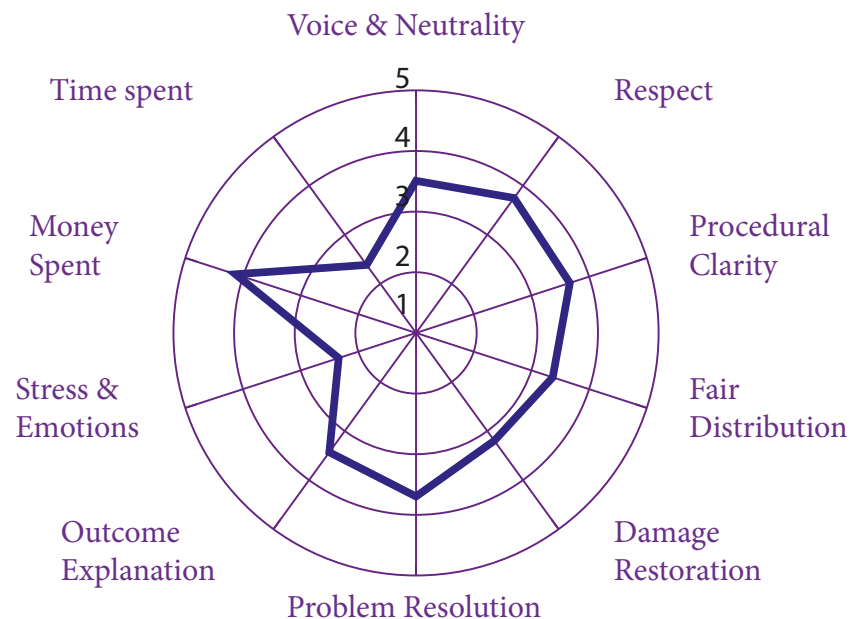 Voice & Neutrality
Respect
Procedural
Clarity
Fair
Distribution
Damage
Restoration
Problem Resolution
Outcome
Explanation
Stress &
Emotions
Money
Spent
Time spent
5
4
3
2
1